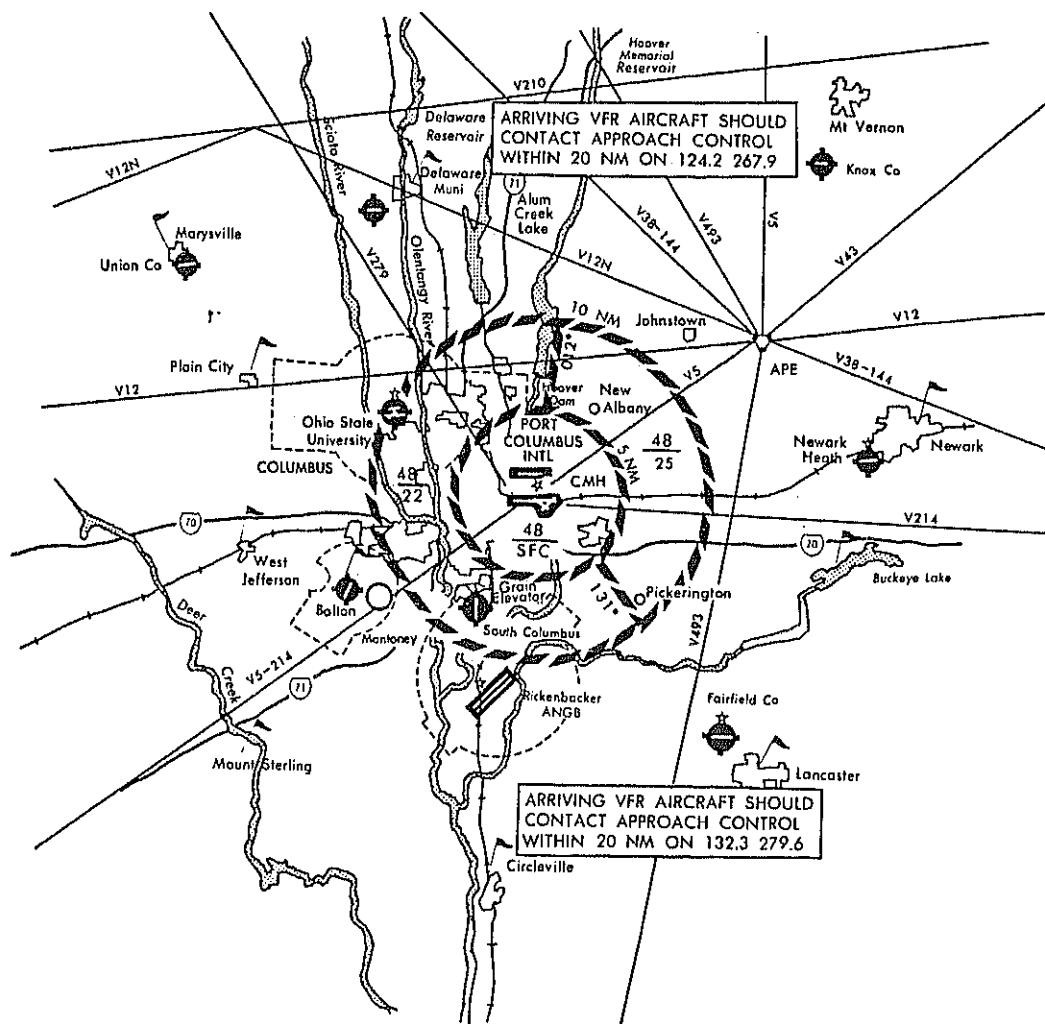 Hoover
Memorial
Reservoir
V210
ARRIVING VFR AIRCRAFT SHOULD
CONTACT APPROACH CONTROL
WITHIN 20 NM ON 124.2 267.9
Mt Vernon
Knox Co
Delaware
Reservoir
Scioto River
V12N
Delaware
Muni
71
Alum
Creek
Lake
Marysville
Union Co
V279
Olentangy River
V12N
V38-144
V493
V5
V43
10 NM
Johnstown
V12
APE
V38-144
Plain City
V12
012°
V5
Hoover
Dam
New
Albany
Ohio State
University
COLUMBUS
PORT
COLUMBUS
INTL
48
25
5 NM
CMH
Newark
Heath
Newark
48
22
48
SFC
V214
70
70
West
Jefferson
Bolton
Grain
Elevator
131°
Pickerington
Buckeye Lake
South Columbus
V493
Deer
Creek
V5-214
71
Rickenbacker
ANGB
Fairfield Co
Mount Sterling
Lancaster
ARRIVING VFR AIRCRAFT SHOULD
CONTACT APPROACH CONTROL
WITHIN 20 NM ON 132.3 279.6
Circleville